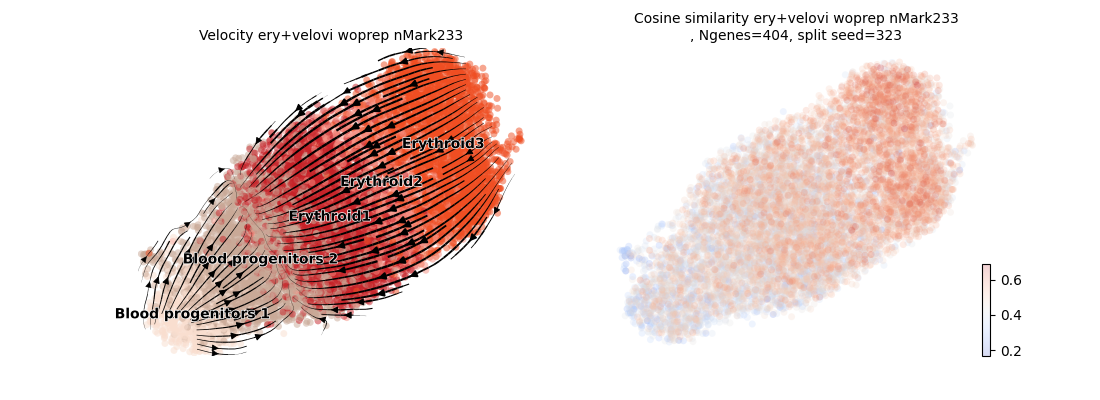 Velocity ery+velovi woprep nMark233
Erythroid3
Erythroid2
Erythroid1
Blood progenitors 2
Blood progenitors 1
Cosine similarity ery+velovi woprep nMark233
, Ngenes=404, split seed=323
0.6
0.4
0.2